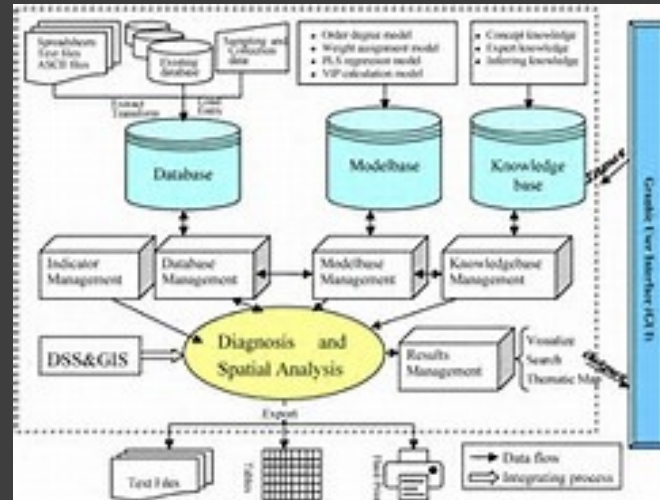 Spreadsheets
Text files
ASCII files
Existing
database
Sampling and
Collection
data
Order degree model
Weight assignment model
PLS regression model
VIP calculation model
Concept knowledge
Expert knowledge
Inferring knowledge
Extract
Transform
Load
Database
Modelbase
Knowledge
base
Indicator
Management
Database
Management
Modelbase
Management
Knowledgebase
Management
Diagnosis and
Spatial Analysis
DSS&GIS
Results
Management
Visualize
Search
Thematic Map
Export
Text Files
Tables
Data flow
Integrating process
Graphic User Interface (GUI)